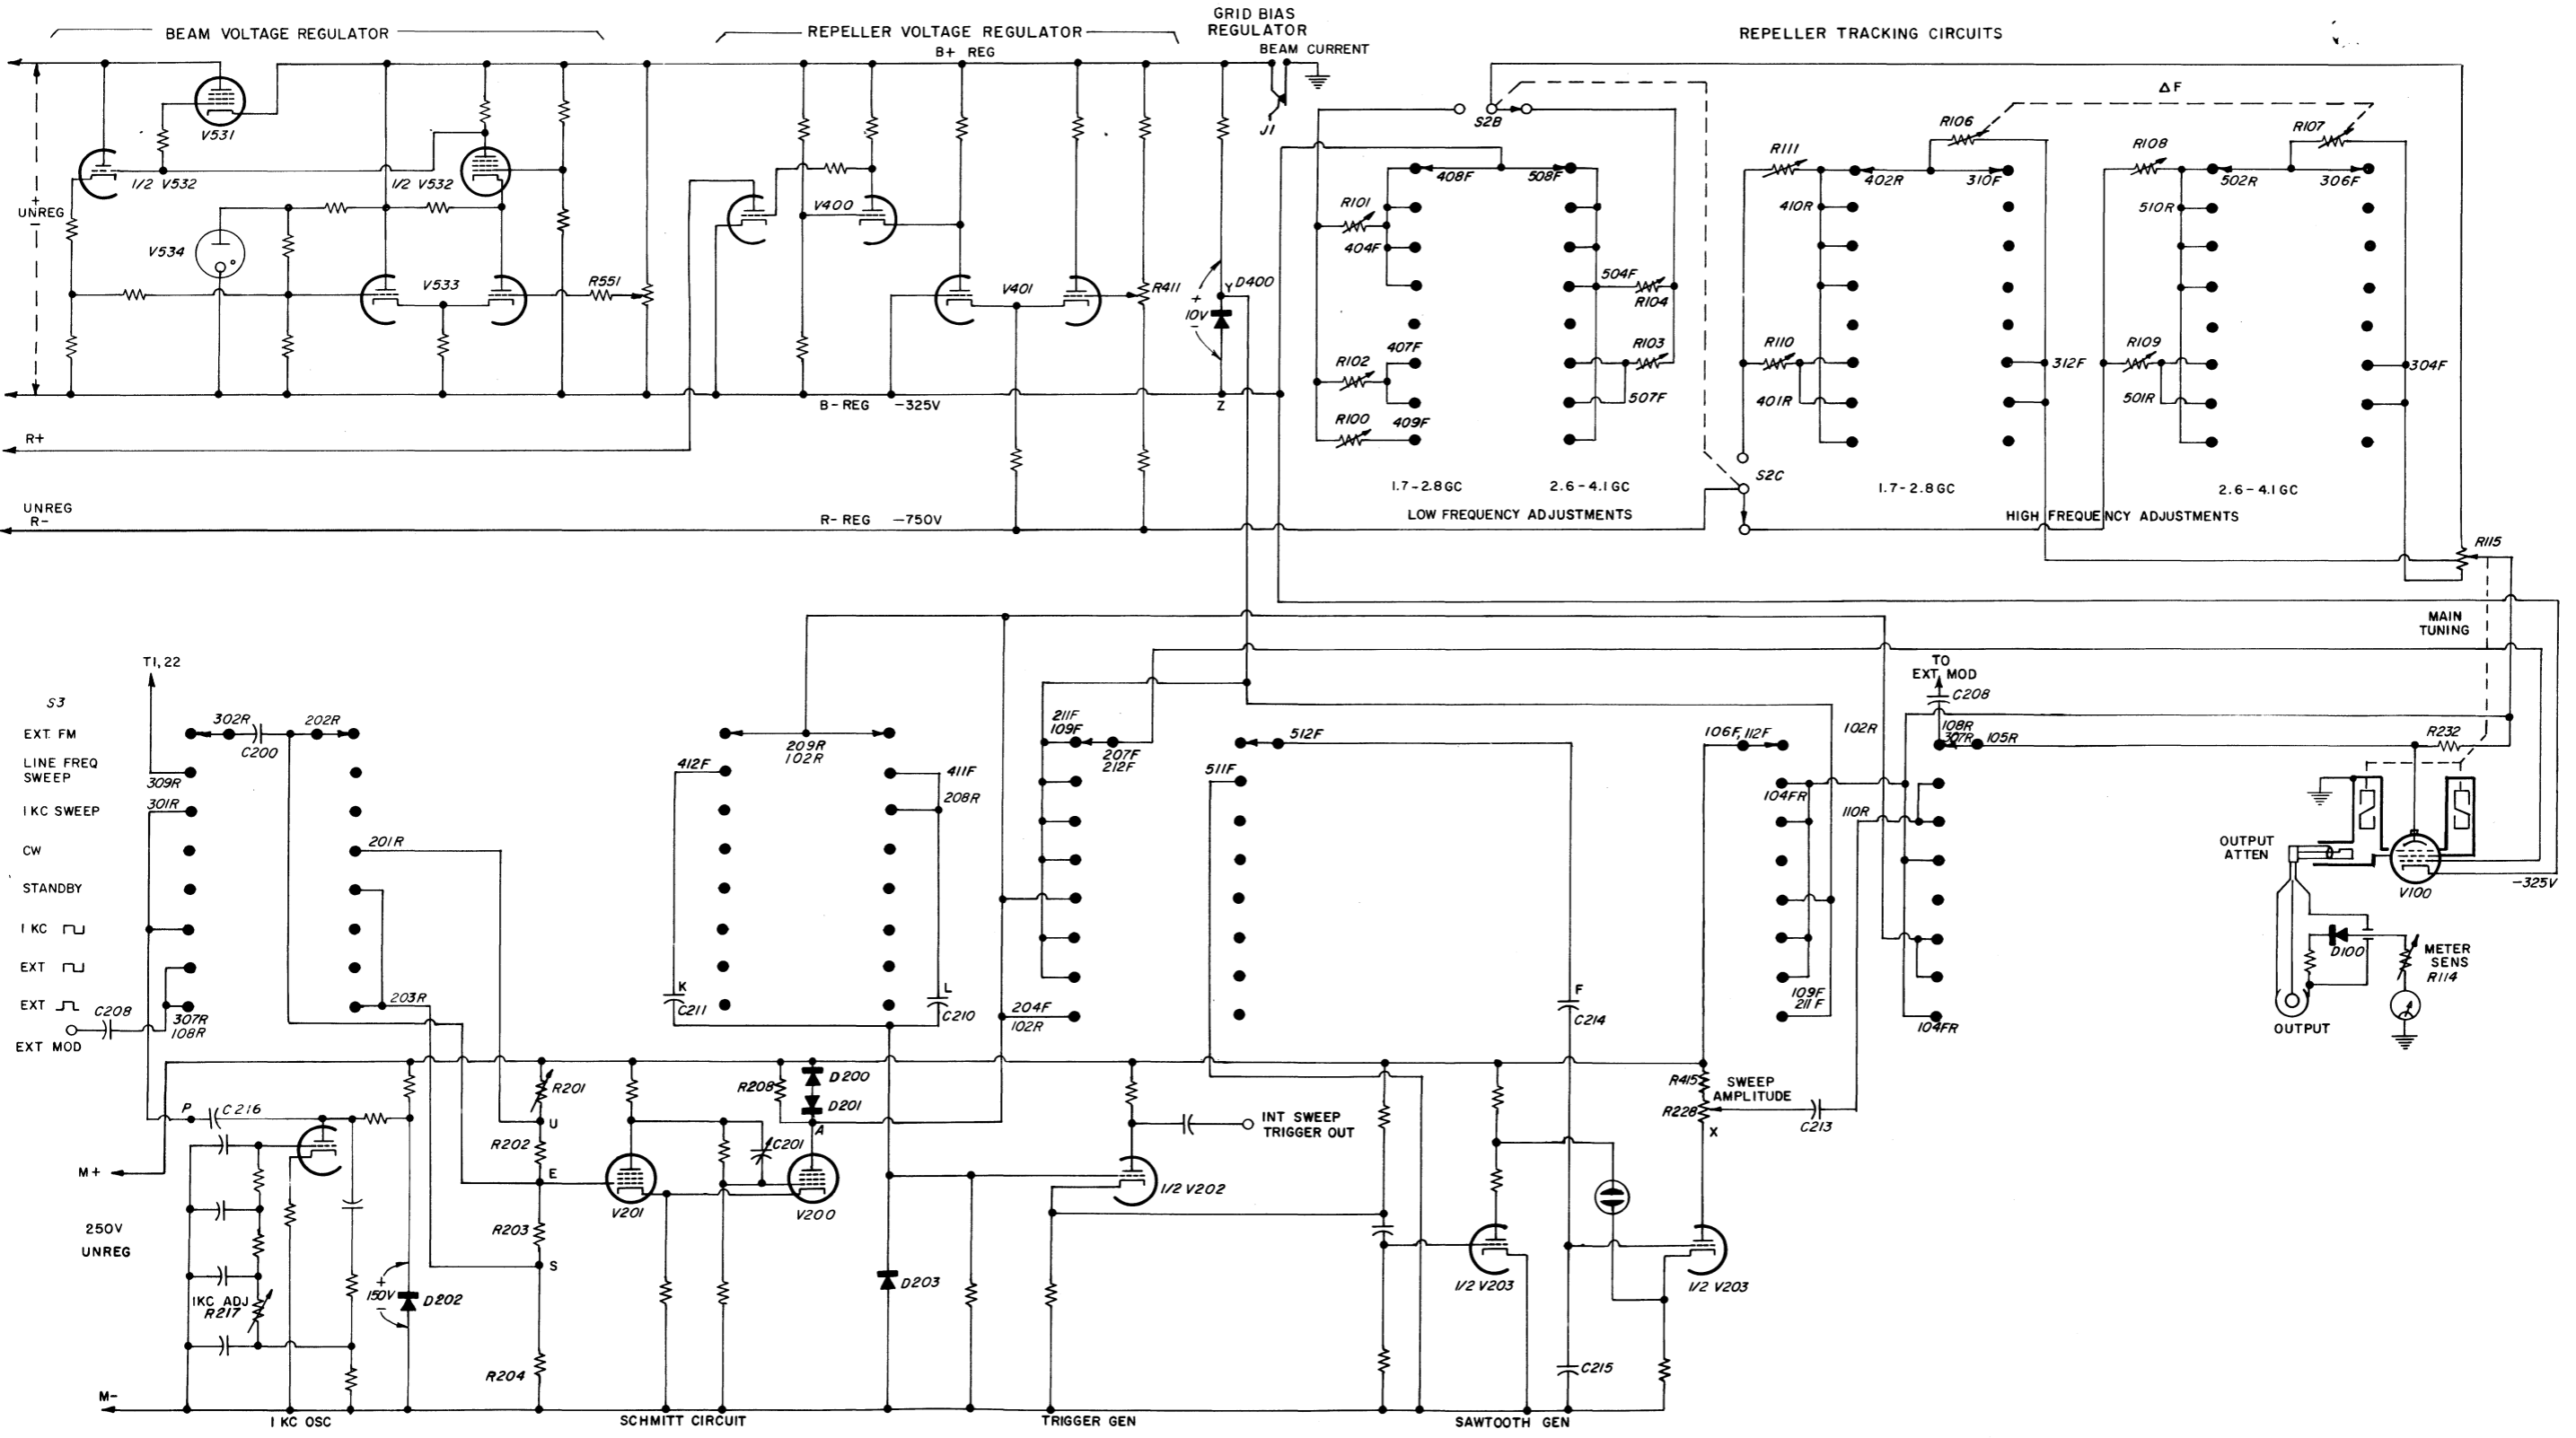 BEAM VOLTAGE REGULATOR
REPELLER VOLTAGE REGULATOR
B+ REG
GRID BIAS
REGULATOR
BEAM CURRENT
REPELLER TRACKING CIRCUITS
ΔF
V531
J1
S2B
R106
R107
1/2 V532
1/2 V532
R111
R108
408F
508F
402R
310F
502R
306F
+
UNREG
-
V400
R101
410R
510R
V534
404F
V533
R551
V401
R411
Y
D400
504F
R104
+
10V
-
407F
R103
R102
R110
R109
312F
304F
507F
401R
501R
B-REG -325V
Z
R100
409F
R+
S2C
1.7-2.8GC
2.6-4.1GC
1.7-2.8GC
2.6-4.1GC
UNREG
R-
R-REG -750V
LOW FREQUENCY ADJUSTMENTS
HIGH FREQUENCY ADJUSTMENTS
R115
MAIN
TUNING
T1,22
TO
EXT MOD
C208
S3
EXT. FM
302R
202R
C200
209R
102R
211F
109F
207F
212F
512F
106F, 112F
102R
108R
307R
105R
R232
LINE FREQ
SWEEP
309R
412F
411F
511F
104FR
1KC SWEEP
301R
208R
110R
CW
201R
OUTPUT
ATTEN
STANDBY
V100
-325V
1 KC
EXT
D100
METER
SENS
R114
EXT
C208
307R
108R
203R
K
C211
L
C210
204F
102R
F
C214
109F
211F
104FR
OUTPUT
EXT MOD
R201
R208
D200
D201
R415
SWEEP
AMPLITUDE
R228
P
C216
U
A
INT SWEEP
TRIGGER OUT
C213
X
R202
C201
M+
E
V201
V200
1/2 V202
250V
UNREG
R203
S
1KC ADJ
R217
+
150V
-
D202
D203
1/2 V203
1/2 V203
R204
C215
M-
1 KC OSC
SCHMITT CIRCUIT
TRIGGER GEN
SAWTOOTH GEN